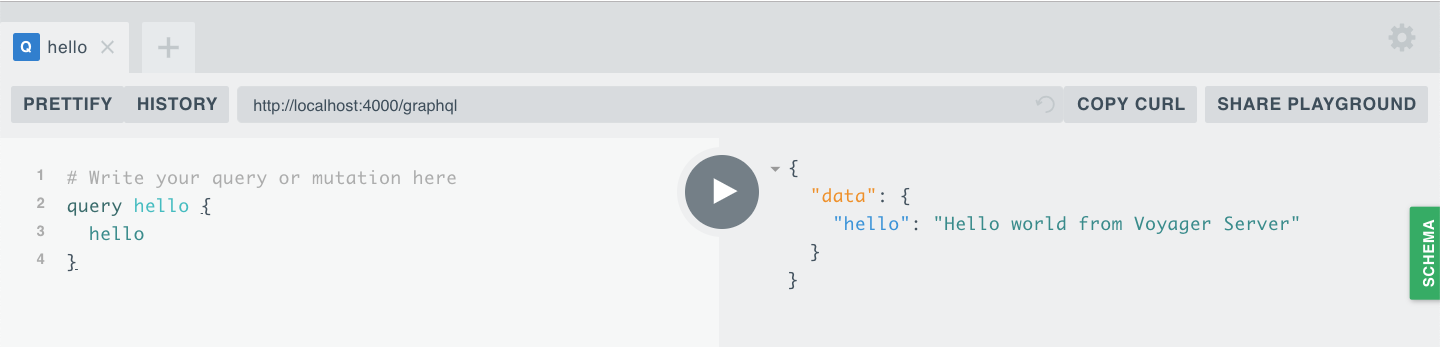 Q hello
PRETTIFY HISTORY http://localhost:4000/graphql COPY CURL SHARE PLAYGROUND
1 # Write your query or mutation here
2 query hello {
3 hello
4 }
{
"data": {
"hello": "Hello world from Voyager Server"
}
}
SCHEMA